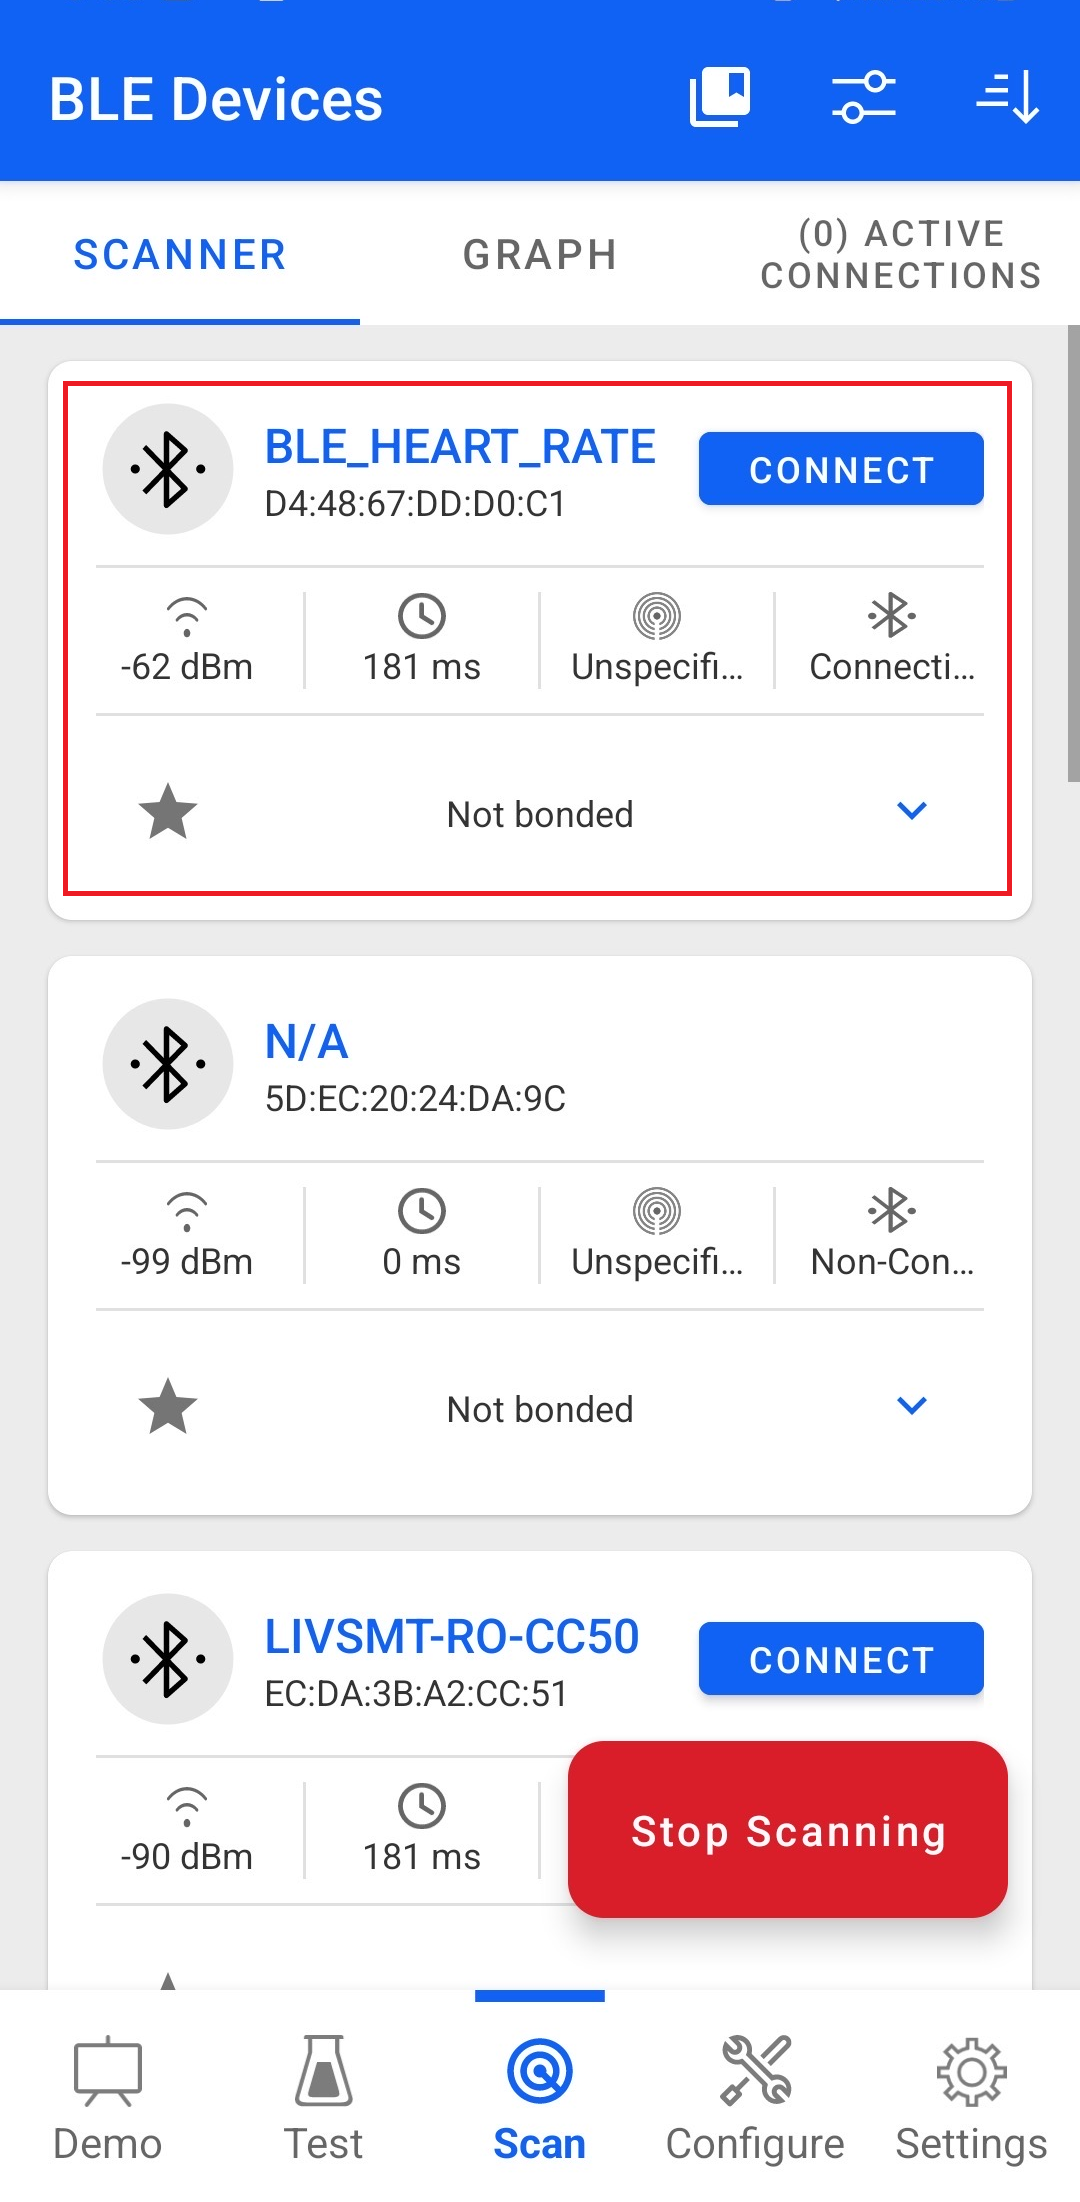 BLE Devices
SCANNER
GRAPH
(0) ACTIVE
CONNECTIONS
BLE_HEART_RATE
D4:48:67:DD:D0:C1
CONNECT
-62 dBm
181 ms
Unspecifi...
Connecti...
Not bonded
N/A
5D:EC:20:24:DA:9C
-99 dBm
0 ms
Unspecifi...
Non-Con...
Not bonded
LIVSMT-RO-CC50
EC:DA:3B:A2:CC:51
CONNECT
-90 dBm
181 ms
Stop Scanning
Demo
Test
Scan
Configure
Settings